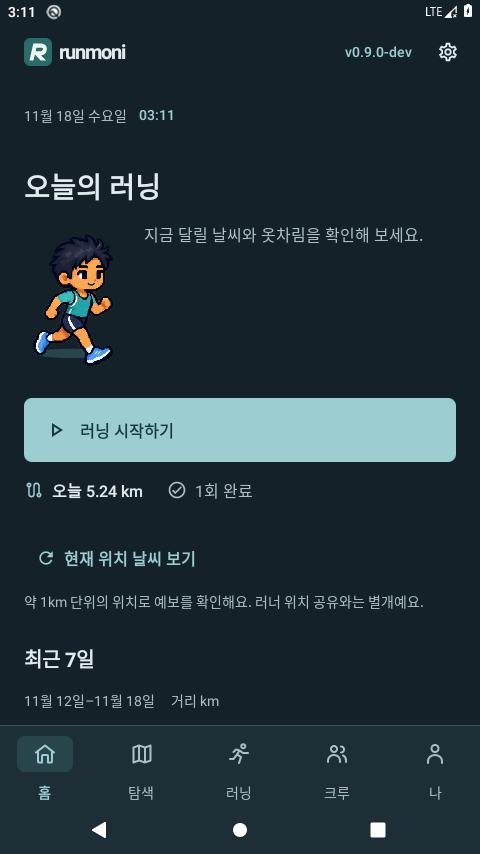 3:11
LTE
R runmoni
v0.9.0-dev
11월 18일 수요일 03:11
오늘의 러닝
지금 달릴 날씨와 옷차림을 확인해 보세요.
러닝 시작하기
오늘 5.24 km 1회 완료
현재 위치 날씨 보기
약 1km 단위의 위치로 예보를 확인해요. 러너 위치 공유와는 별개예요.
최근 7일
11월 12일–11월 18일 거리 km
홈 탐색 러닝 크루 나